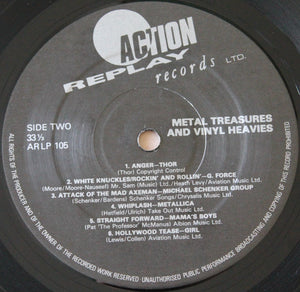 ACTION
REPLAY
records LTD.
METAL TREASURES
AND VINYL HEAVIES
SIDE TWO
33⅓
AR LP 105
1. ANGER–THOR
(Thor) Copyright Control
2. WHITE KNUCKLES/ROCKIN' AND ROLLIN'–G. FORCE
(Moore/Moore-Nauseef) Mr. Sam (Music) Ltd./Heath Levy/Aviation Music Ltd.
3. ATTACK OF THE MAD AXEMAN–MICHAEL SCHENKER GROUP
(Schenker/Bardens) Schenker Songs/Chrysalis Music Ltd.
4. WHIPLASH–METALLICA
(Hetfield/Ulrich) Take Out Music Ltd.
5. STRAIGHT FORWARD–MAMA'S BOYS
(Pat 'The Professor' McManus) Albion Music Ltd.
6. HOLLYWOOD TEASE–GIRL
(Lewis/Collen) Aviation Music Ltd.
ALL RIGHTS OF THE PRODUCER AND OF THE OWNER OF THE RECORDED WORK RESERVED UNAUTHORISED PUBLIC PERFORMANCE BROADCASTING AND COPYING OF THIS RECORD PROHIBITED